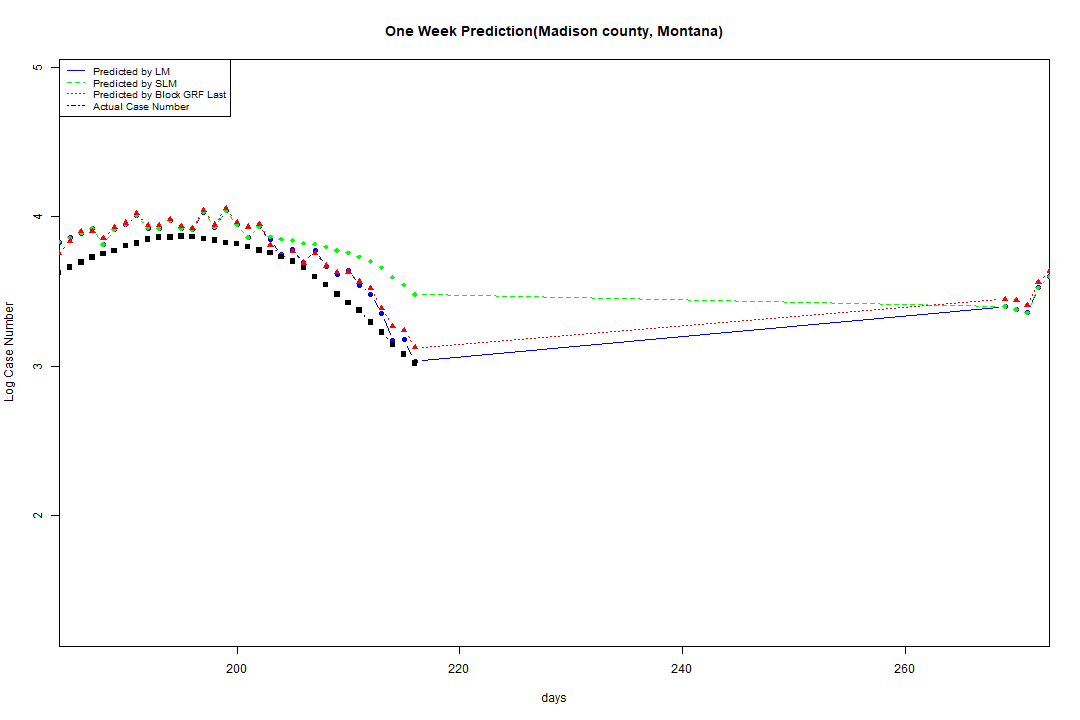 One Week Prediction(Madison county, Montana)
Predicted by LM
Predicted by SLM
Predicted by Block GRF Last
Actual Case Number
5
4
3
2
Log Case Number
200
220
240
260
days